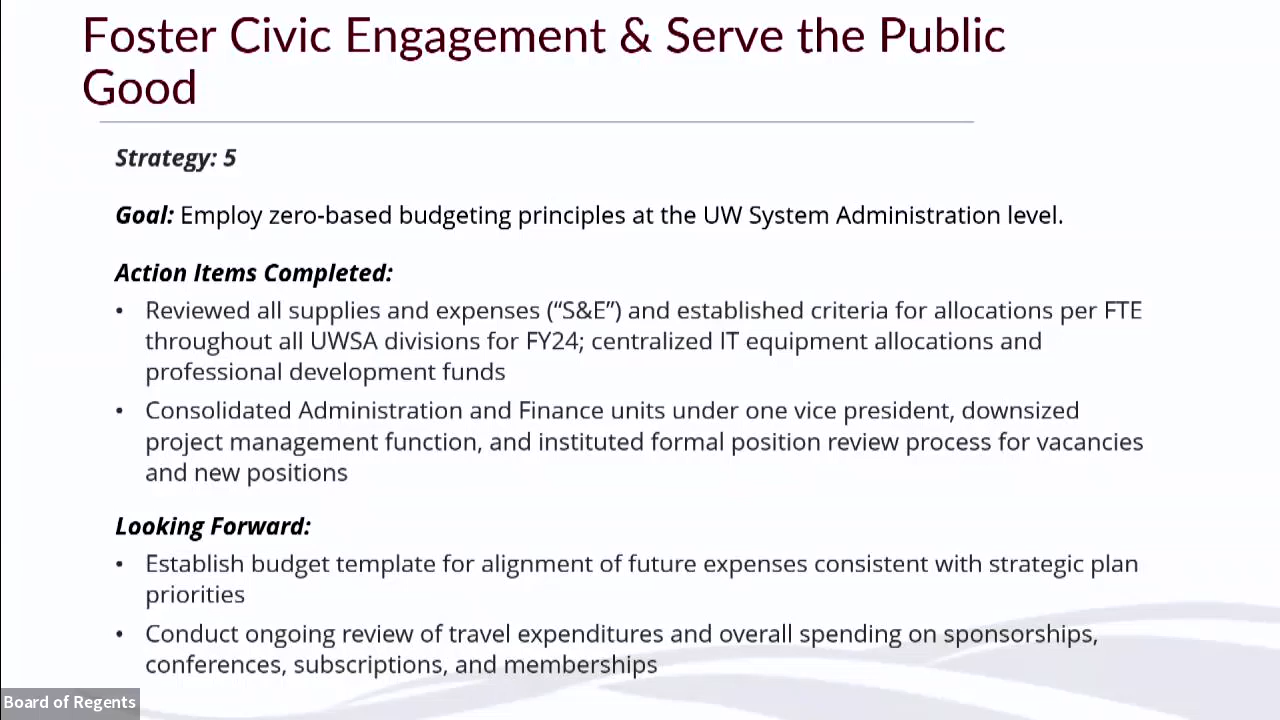 Foster Civic Engagement & Serve the Public
Good
Strategy: 5
Goal: Employ zero-based budgeting principles at the UW System Administration level.
Action Items Completed:
• Reviewed all supplies and expenses (“S&E”) and established criteria for allocations per FTE
throughout all UWSA divisions for FY24; centralized IT equipment allocations and
professional development funds
• Consolidated Administration and Finance units under one vice president, downsized
project management function, and instituted formal position review process for vacancies
and new positions
Looking Forward:
• Establish budget template for alignment of future expenses consistent with strategic plan
priorities
• Conduct ongoing review of travel expenditures and overall spending on sponsorships,
conferences, subscriptions, and memberships
Board of Regents